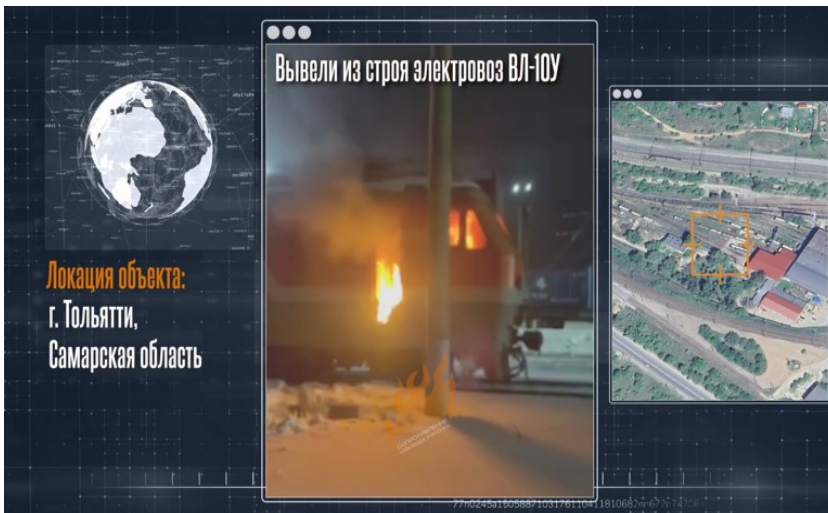 Вывели из строя электровоз ВЛ-10У
Локация объекта:
г. Тольятти,
Самарская область